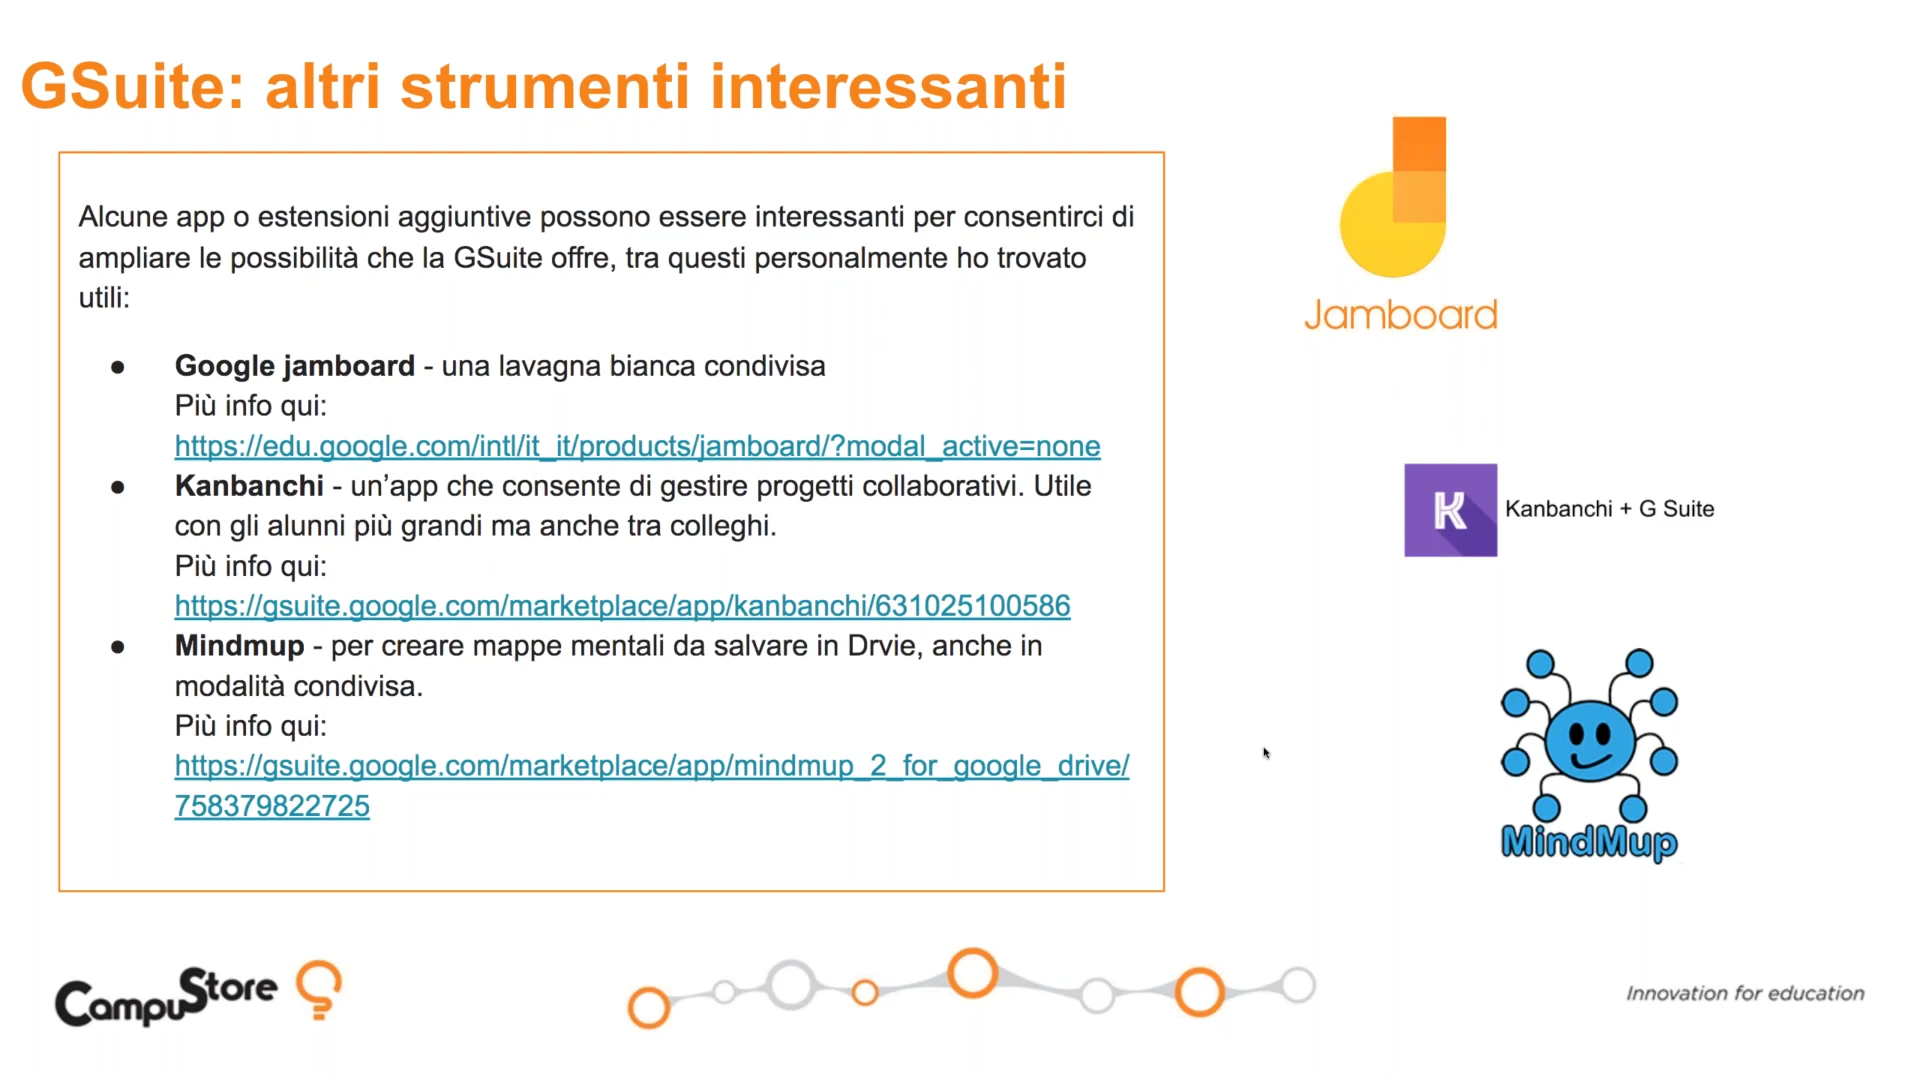 GSuite: altri strumenti interessanti
Alcune app o estensioni aggiuntive possono essere interessanti per consentirci di
ampliare le possibilità che la GSuite offre, tra questi personalmente ho trovato
utili:
● Google jamboard - una lavagna bianca condivisa
Più info qui:
https://edu.google.com/intl/it_it/products/jamboard/?modal_active=none
● Kanbanchi - un’app che consente di gestire progetti collaborativi. Utile
con gli alunni più grandi ma anche tra colleghi.
Più info qui:
https://gsuite.google.com/marketplace/app/kanbanchi/631025100586
● Mindmup - per creare mappe mentali da salvare in Drvie, anche in
modalità condivisa.
Più info qui:
https://gsuite.google.com/marketplace/app/mindmup_2_for_google_drive/
758379822725
Jamboard
K Kanbanchi + G Suite
MindMup
CampuStore
Innovation for education